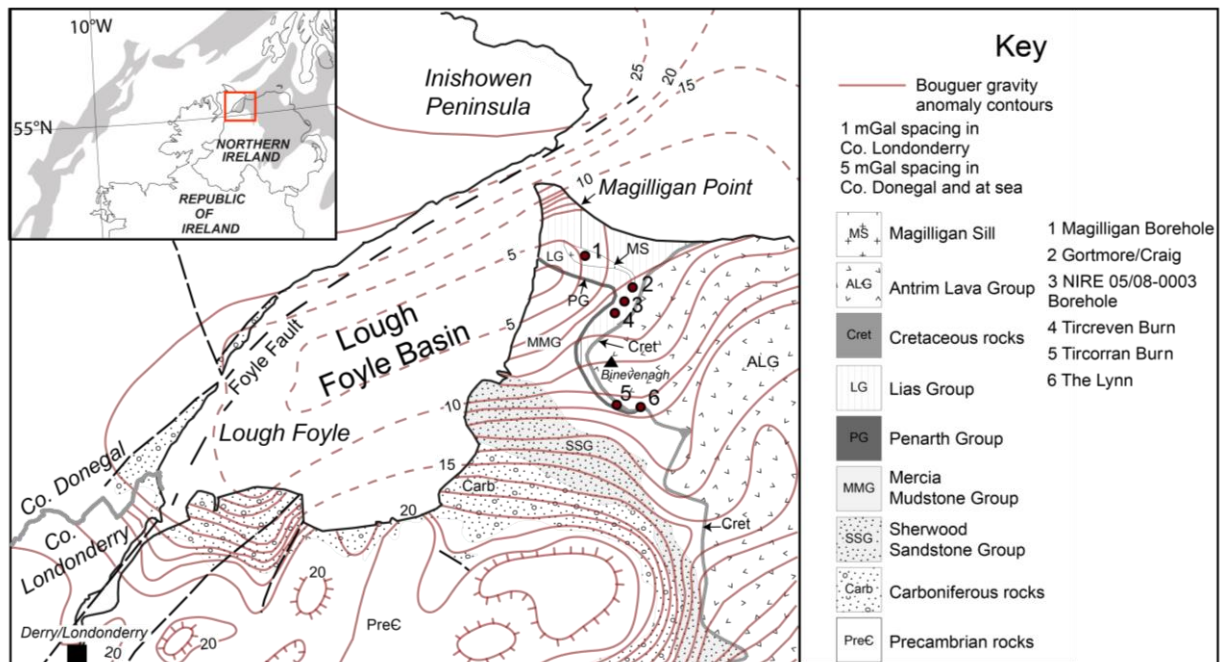 10°W
55°N
NORTHERN
IRELAND
REPUBLIC
OF
IRELAND
Inishowen
Peninsula
25
20
15
10
Magilligan Point
5
LG
1
MS
PG
2
3
4
5
MMG
Cret
Binevenagh
ALG
Lough
Foyle Basin
Foyle Fault
Lough Foyle
10
5
6
SSG
15
Carb
20
Cret
Co. Donegal
Co.
Londonderry
20
PreЄ
Derry/Londonderry
20
20
Key
Bouguer gravity
anomaly contours
1 mGal spacing in
Co. Londonderry
5 mGal spacing in
Co. Donegal and at sea
MS Magilligan Sill
ALG Antrim Lava Group
Cret Cretaceous rocks
LG Lias Group
PG Penarth Group
MMG Mercia
Mudstone Group
SSG Sherwood
Sandstone Group
Carb Carboniferous rocks
PreЄ Precambrian rocks
1 Magilligan Borehole
2 Gortmore/Craig
3 NIRE 05/08-0003
Borehole
4 Tircreven Burn
5 Tircorran Burn
6 The Lynn